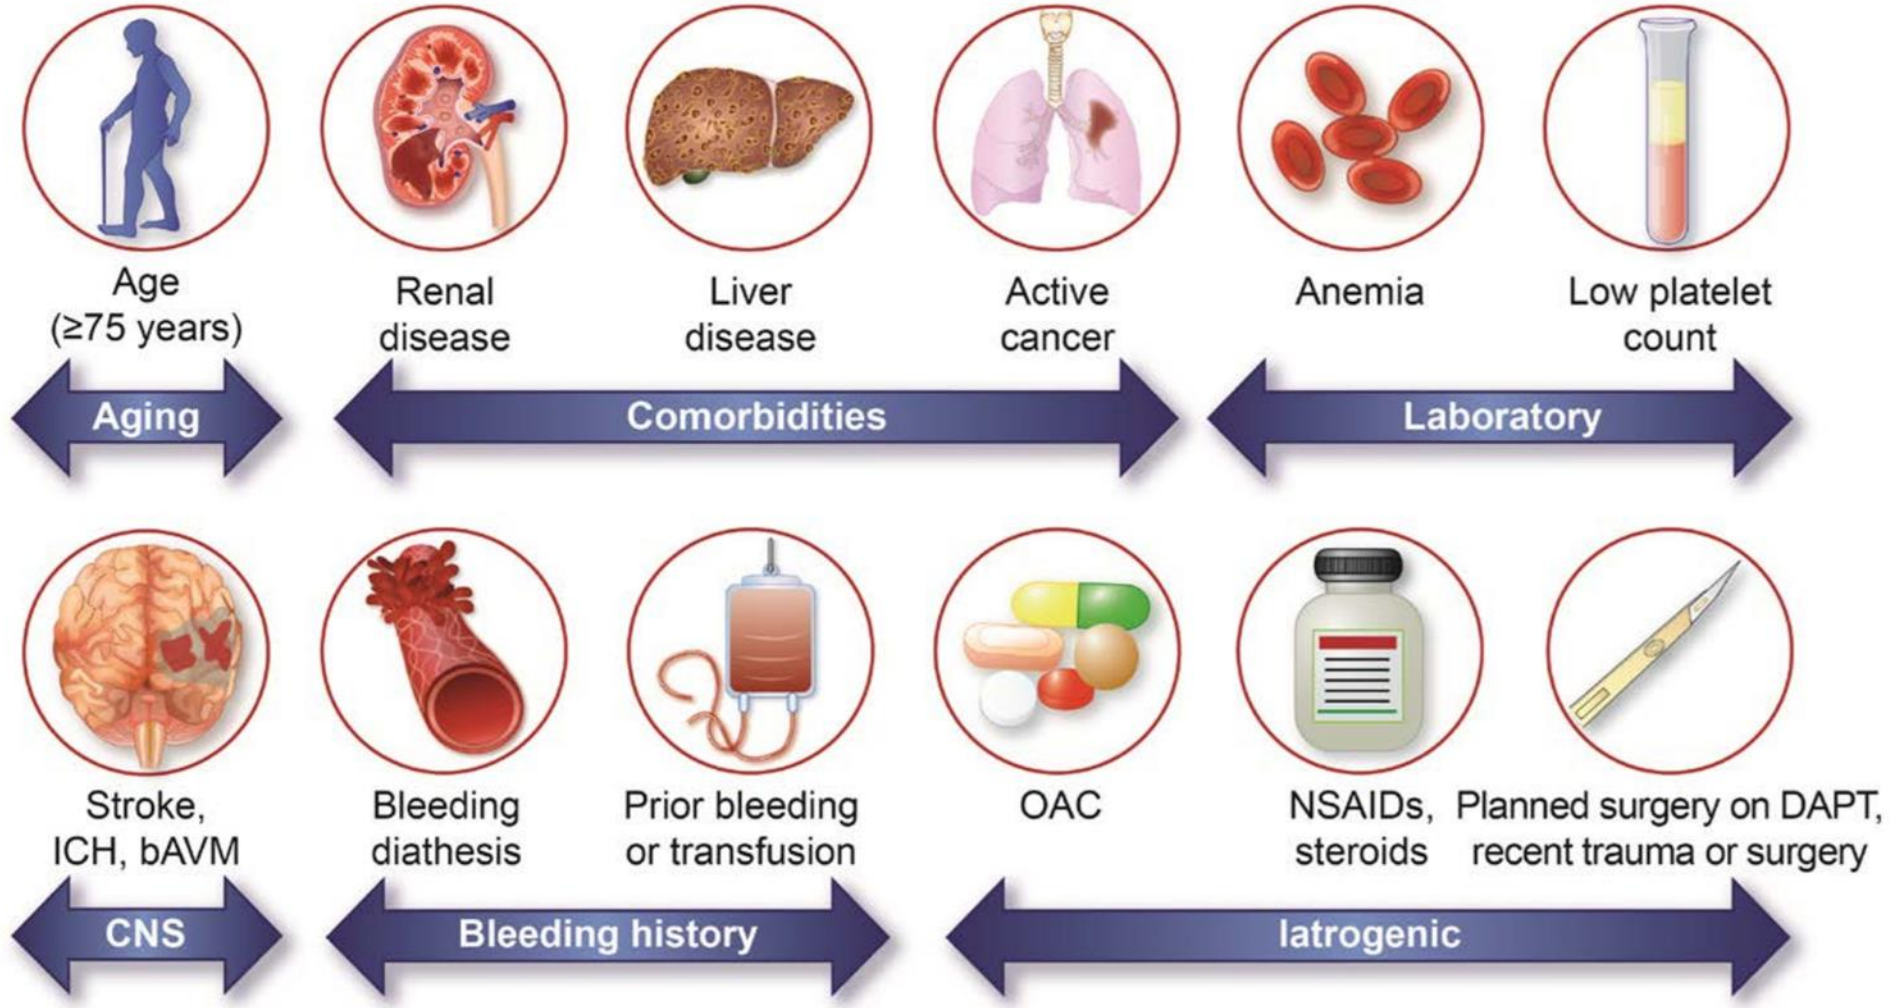 Age
(≥75 years)
Renal
disease
Liver
disease
Active
cancer
Anemia
Low platelet
count
Aging
Comorbidities
Laboratory
Stroke,
ICH, bAVM
Bleeding
diathesis
Prior bleeding
or transfusion
OAC
NSAIDs,
steroids
Planned surgery on DAPT,
recent trauma or surgery
CNS
Bleeding history
Iatrogenic